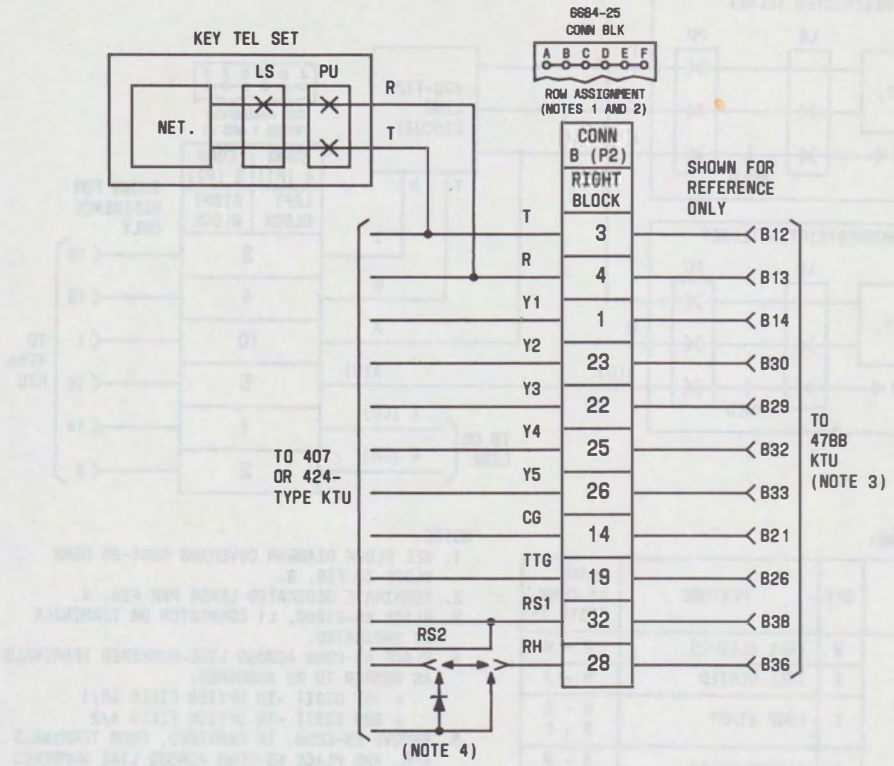 66B4-25
CONN BLK
A B C D E F
ROW ASSIGNMENT
(NOTES 1 AND 2)
KEY TEL SET
LS PU
NET.
R
T
CONN
B (P2)
RIGHT
BLOCK
SHOWN FOR
REFERENCE
ONLY
T 3 B12
R 4 B13
Y1 1 B14
Y2 23 B30
Y3 22 B29
Y4 25 B32
Y5 26 B33
CG 14 B21
TTG 19 B26
RS1 32 B38
RS2
RH 28 B36
TO 407
OR 424-
TYPE KTU
TO
478B
KTU
(NOTE 3)
(NOTE 4)